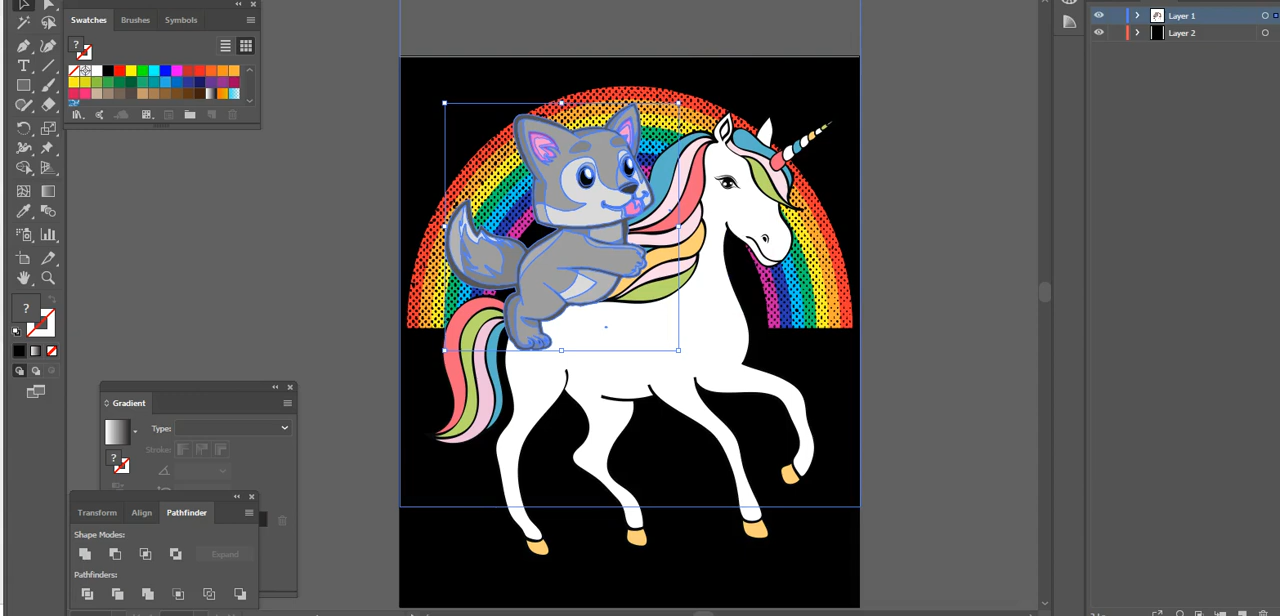 Swatches Brushes Symbols
?
Layer 1
Layer 2
?
Gradient
Type:
Stroke:
?
Transform Align Pathfinder
Shape Modes:
Expand
Pathfinders: